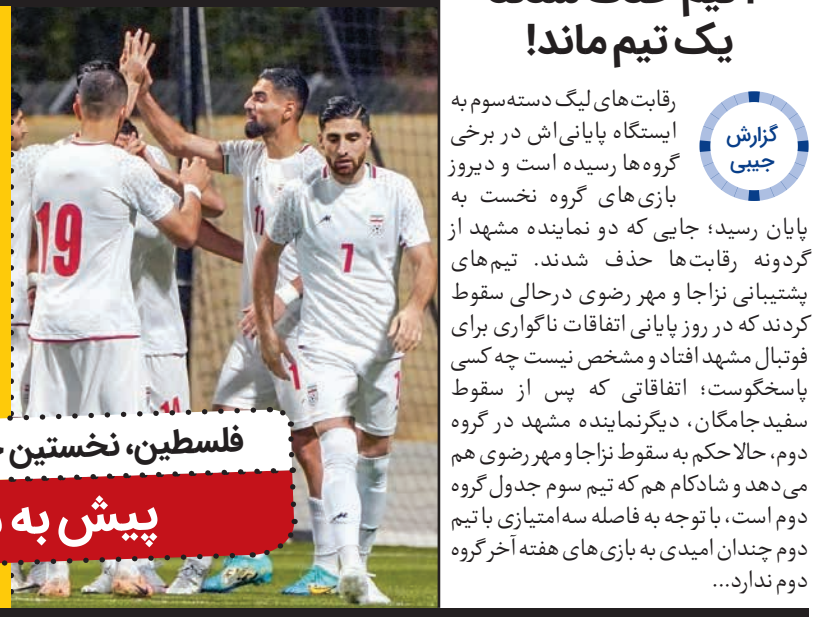 یک تیم ماند!
گزارش
جیبی
رقابت‌های لیگ دسته‌سوم به
ایستگاه پایانی‌اش در برخی
گروه‌ها رسیده است و دیروز
بازی‌های گروه نخست به
پایان رسید؛ جایی که دو نماینده مشهد از
گردونه رقابت‌ها حذف شدند. تیم‌های
پشتیبانی نزاجا و مهر رضوی درحالی سقوط
کردند که در روز پایانی اتفاقات ناگواری برای
فوتبال مشهد افتاد و مشخص نیست چه کسی
پاسخگوست؛ اتفاقاتی که پس از سقوط
سفیدجامگان، دیگرنماینده مشهد در گروه
دوم، حالا حکم به سقوط نزاجا و مهر رضوی هم
می‌دهد و شادکام هم که تیم سوم جدول گروه
دوم است، با توجه به فاصله سه‌امتیازی با تیم
دوم چندان امیدی به بازی‌های هفته آخر گروه
دوم ندارد...
19
11
7
فلسطین، نخستین
پیش به